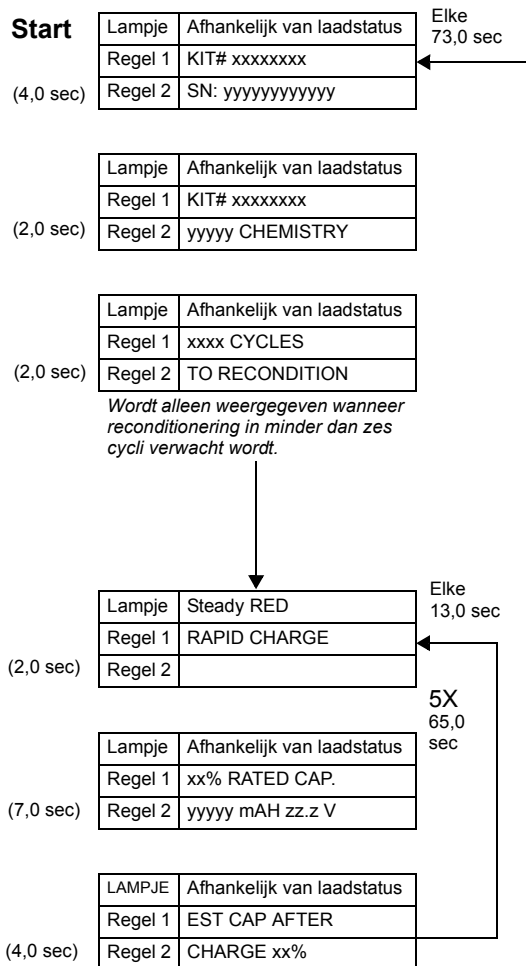 Start
Lampje Afhankelijk van laadstatus
Elke
73,0 sec
Regel 1 KIT# xxxxxxxx
(4,0 sec) Regel 2 SN: yyyyyyyyyyyy
Lampje Afhankelijk van laadstatus
Regel 1 KIT# xxxxxxxx
(2,0 sec) Regel 2 yyyyy CHEMISTRY
Lampje Afhankelijk van laadstatus
Regel 1 xxxx CYCLES
(2,0 sec) Regel 2 TO RECONDITION
Wordt alleen weergegeven wanneer
reconditionering in minder dan zes
cycli verwacht wordt.
Lampje Steady RED
Elke
13,0 sec
Regel 1 RAPID CHARGE
(2,0 sec) Regel 2
5X
65,0
sec
Lampje Afhankelijk van laadstatus
Regel 1 xx% RATED CAP.
(7,0 sec) Regel 2 yyyyy mAH zz.z V
LAMPJE Afhankelijk van laadstatus
Regel 1 EST CAP AFTER
(4,0 sec) Regel 2 CHARGE xx%